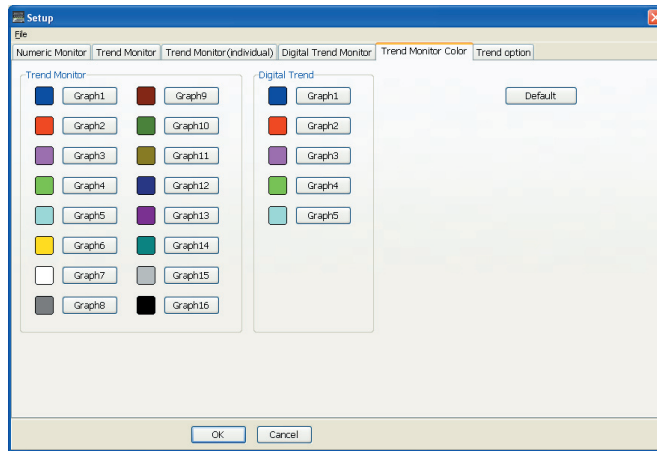 Setup
File
Numeric Monitor Trend Monitor Trend Monitor(individual) Digital Trend Monitor Trend Monitor Color Trend option
Trend Monitor Digital Trend
Graph1 Graph9 Graph1 Default
Graph2 Graph10 Graph2
Graph3 Graph11 Graph3
Graph4 Graph12 Graph4
Graph5 Graph13 Graph5
Graph6 Graph14
Graph7 Graph15
Graph8 Graph16
OK Cancel